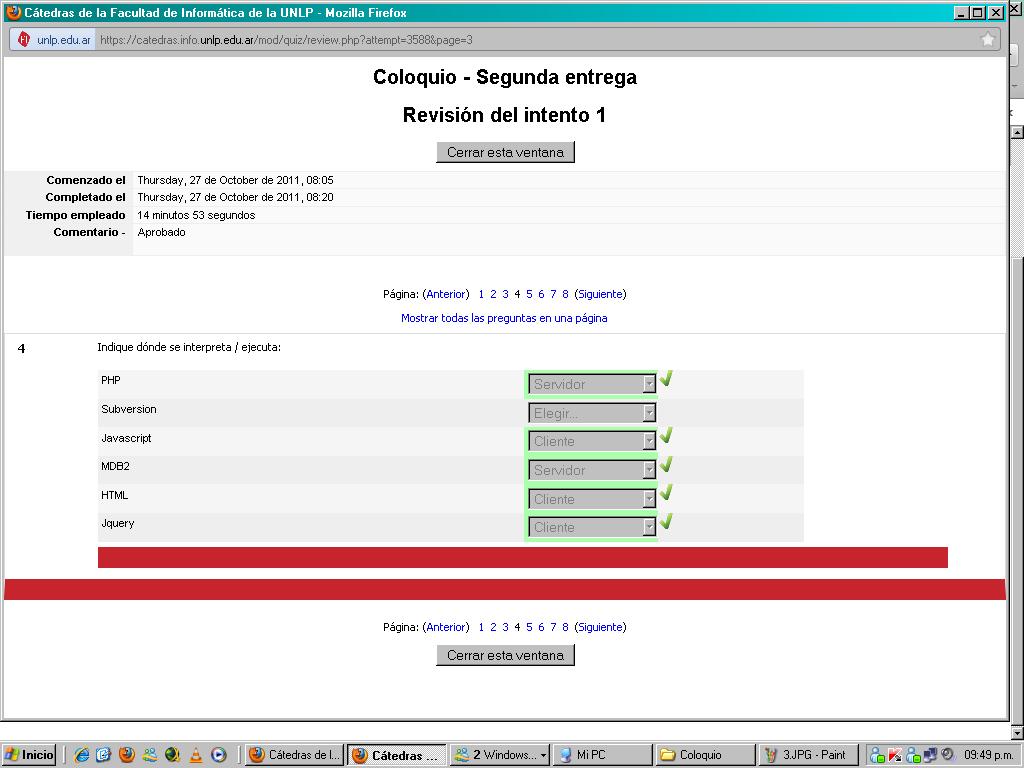 Cátedras de la Facultad de Informática de la UNLP - Mozilla Firefox
unlp.edu.ar https://catedras.info.unlp.edu.ar/mod/quiz/review.php?attempt=3588&page=3
Coloquio - Segunda entrega
Revisión del intento 1
Cerrar esta ventana
Comenzado el Thursday, 27 de October de 2011, 08:05
Completado el Thursday, 27 de October de 2011, 08:20
Tiempo empleado 14 minutos 53 segundos
Comentario - Aprobado
Página: (Anterior) 1 2 3 4 5 6 7 8 (Siguiente)
Mostrar todas las preguntas en una página
4 Indique dónde se interpreta / ejecuta:
PHP Servidor
Subversion Elegir...
Javascript Cliente
MDB2 Servidor
HTML Cliente
Jquery Cliente
Página: (Anterior) 1 2 3 4 5 6 7 8 (Siguiente)
Cerrar esta ventana
Inicio Cátedras de l... Cátedras ... 2 Windows... Mi PC Coloquio 3.JPG - Paint 09:49 p.m.